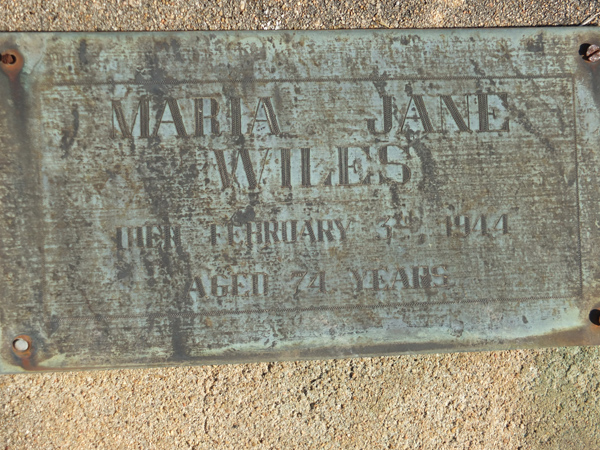 MARIA JANE
WILES
DIED FEBRUARY 3RD, 1944
AGED 74 YEARS